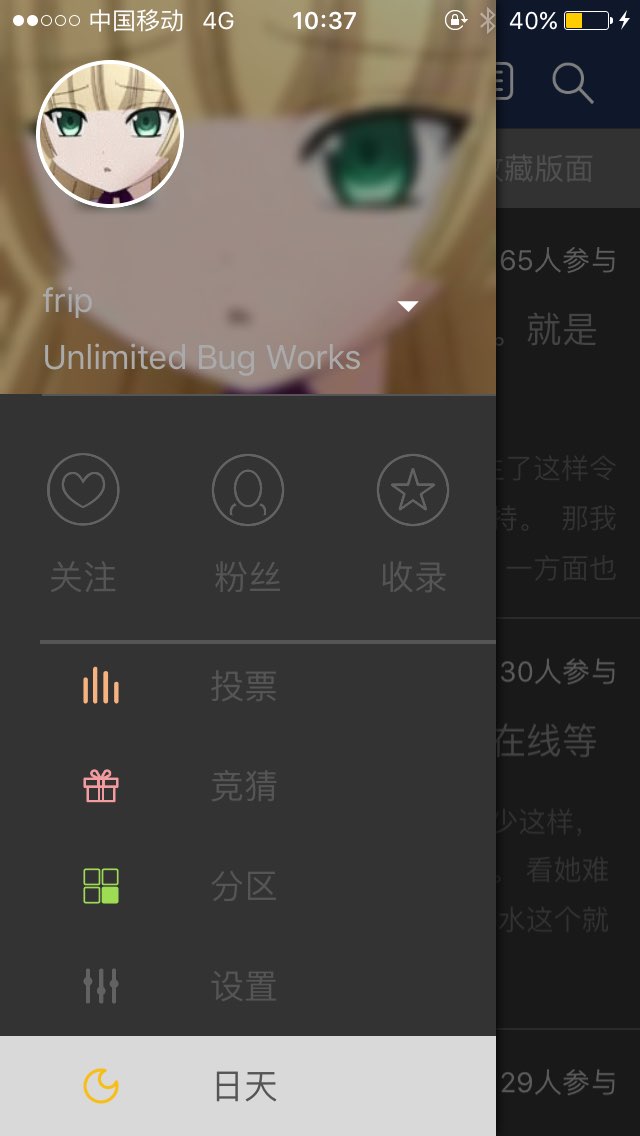 中国移动 4G 10:37 40%
藏版面
65人参与
frip
。就是
Unlimited Bug Works
了这样令
持。 那我
关注 粉丝 收录
一方面也
投票
30人参与
在线等
竞猜
少这样，
。 看她难
分区
水这个就
设置
日天
29人参与